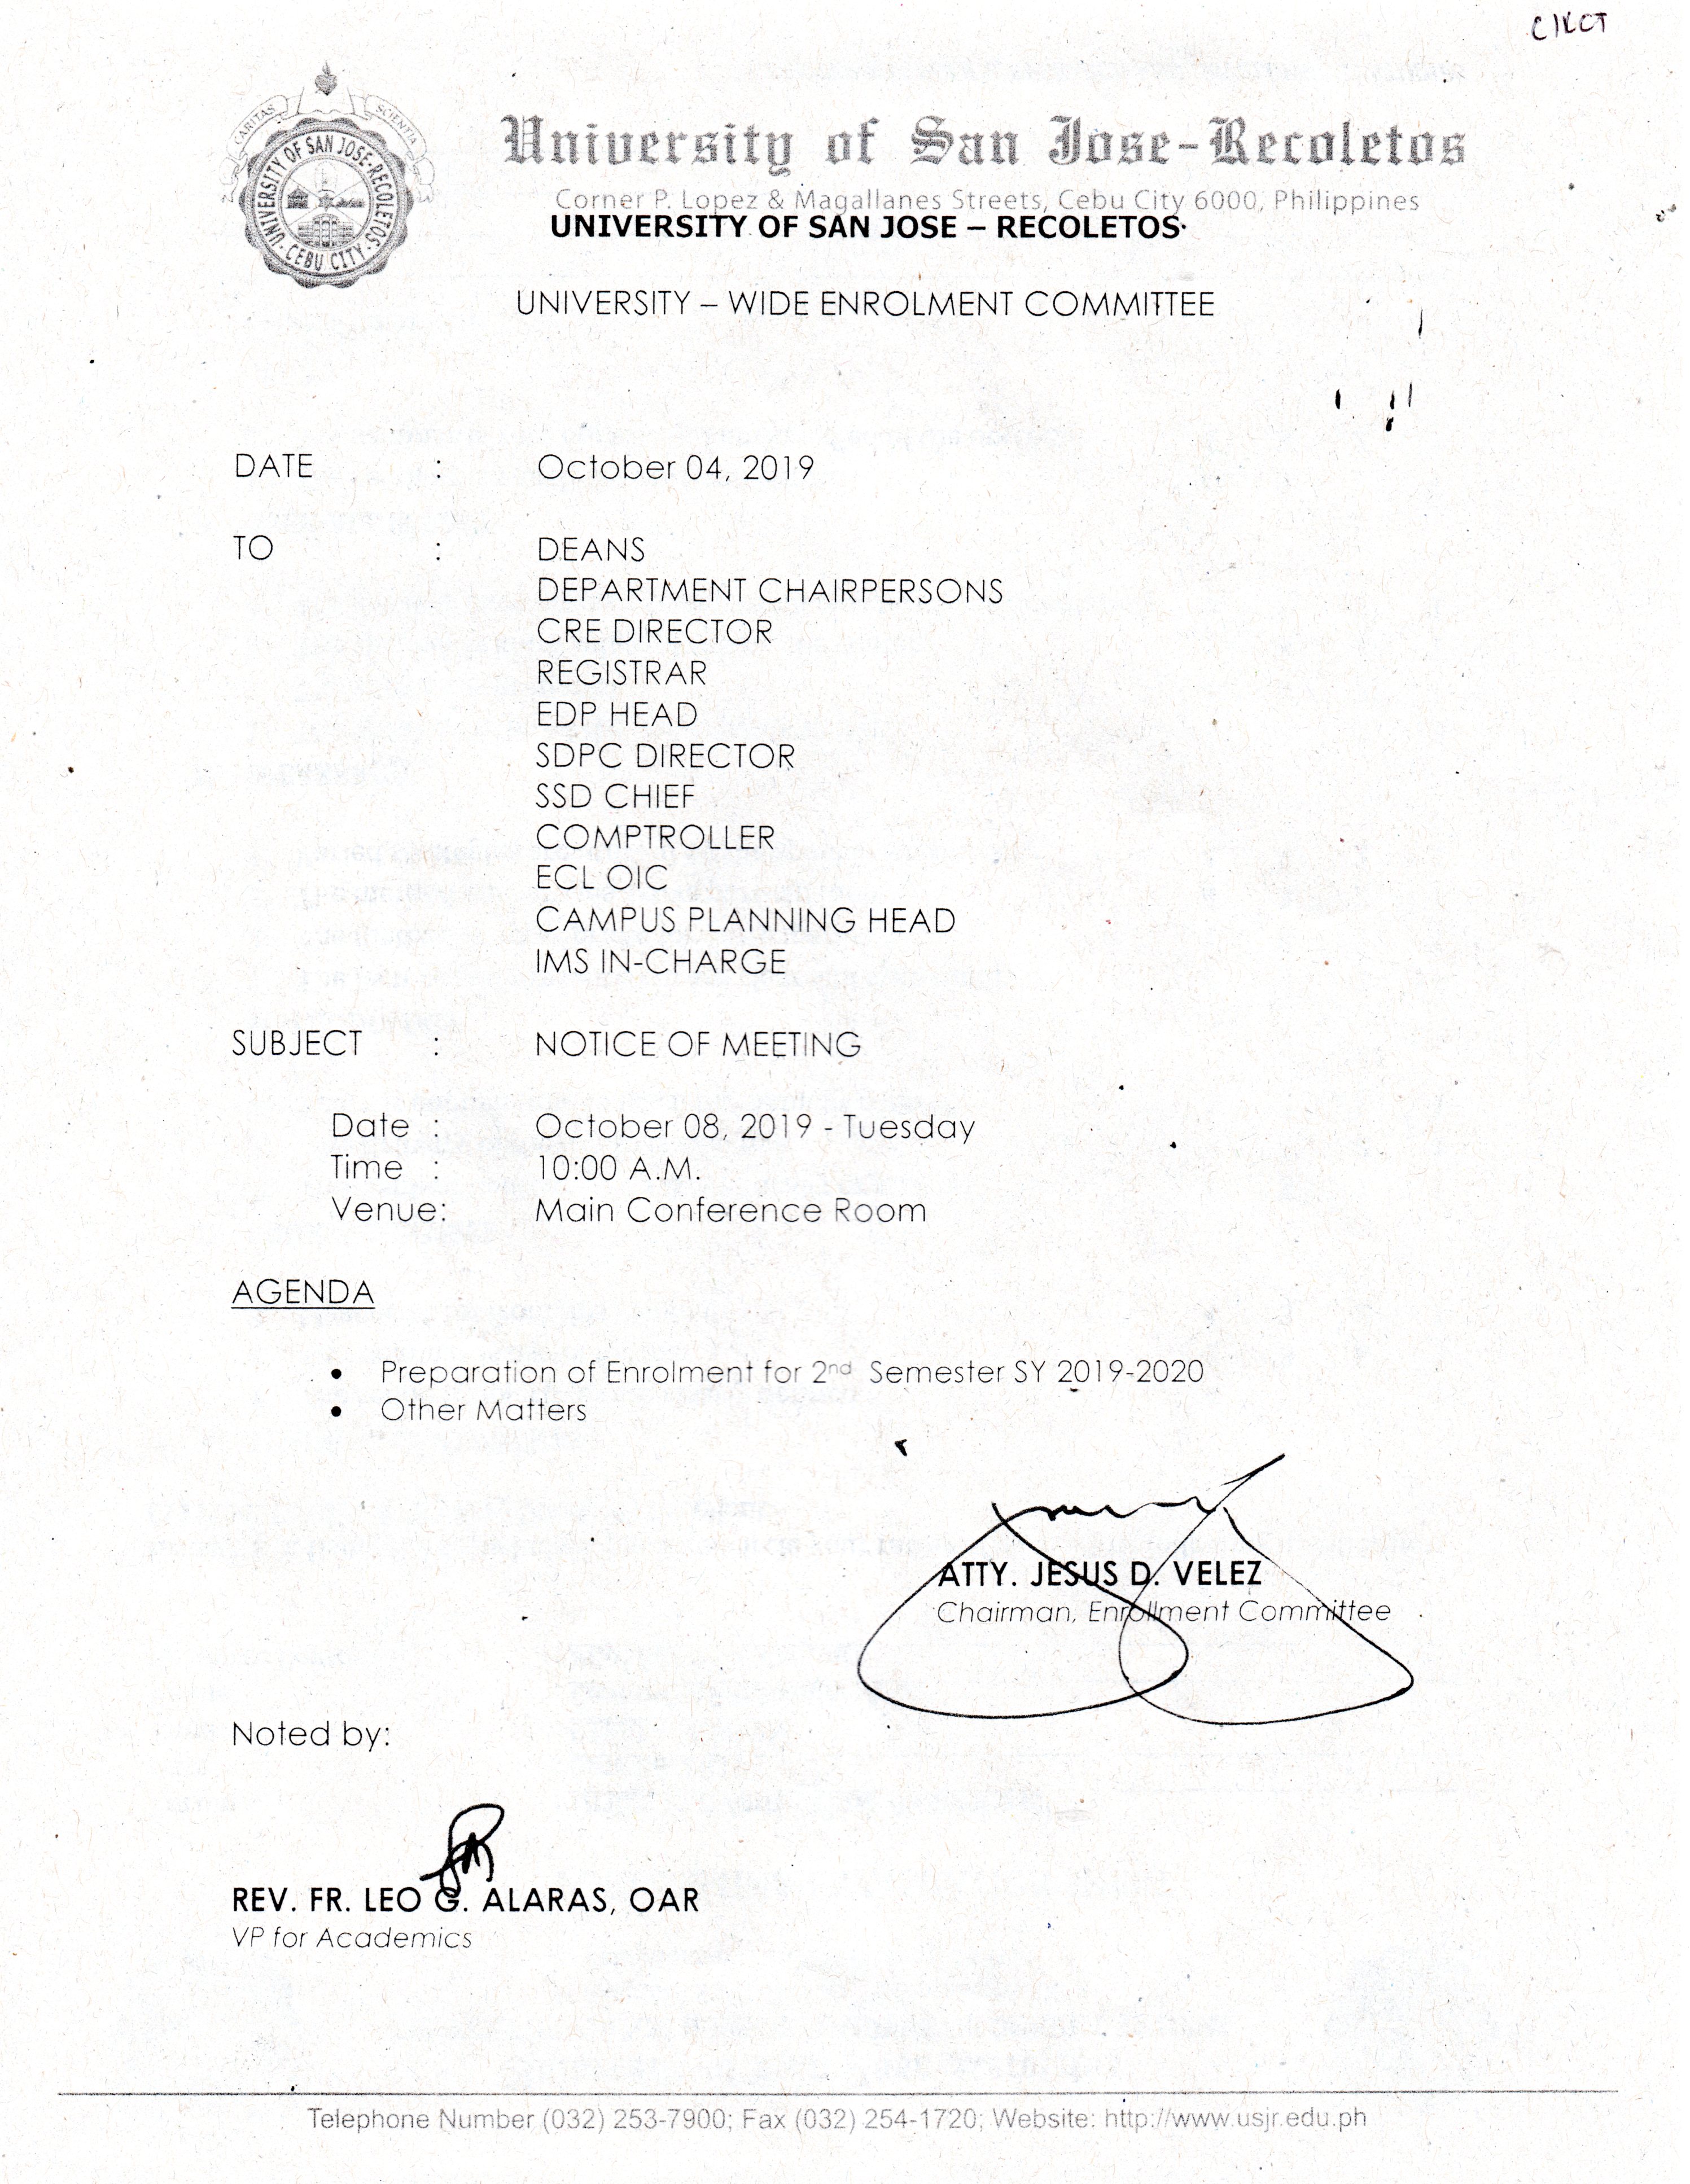 CIKCT
CARITAS SCIENTIA
UNIVERSITY OF SAN JOSE-RECOLETOS
CEBU CITY
University of San Jose-Recoletos
Corner P. Lopez & Magallanes Streets, Cebu City 6000, Philippines
UNIVERSITY OF SAN JOSE – RECOLETOS
UNIVERSITY – WIDE ENROLMENT COMMITTEE
DATE : October 04, 2019
TO : DEANS
DEPARTMENT CHAIRPERSONS
CRE DIRECTOR
REGISTRAR
EDP HEAD
SDPC DIRECTOR
SSD CHIEF
COMPTROLLER
ECL OIC
CAMPUS PLANNING HEAD
IMS IN-CHARGE
SUBJECT : NOTICE OF MEETING
Date : October 08, 2019 - Tuesday
Time : 10:00 A.M.
Venue: Main Conference Room
AGENDA
• Preparation of Enrolment for 2nd Semester SY 2019-2020
• Other Matters
ATTY. JESUS D. VELEZ
Chairman, Enrollment Committee
Noted by:
REV. FR. LEO G. ALARAS, OAR
VP for Academics
Telephone Number (032) 253-7900; Fax (032) 254-1720; Website: http://www.usjr.edu.ph